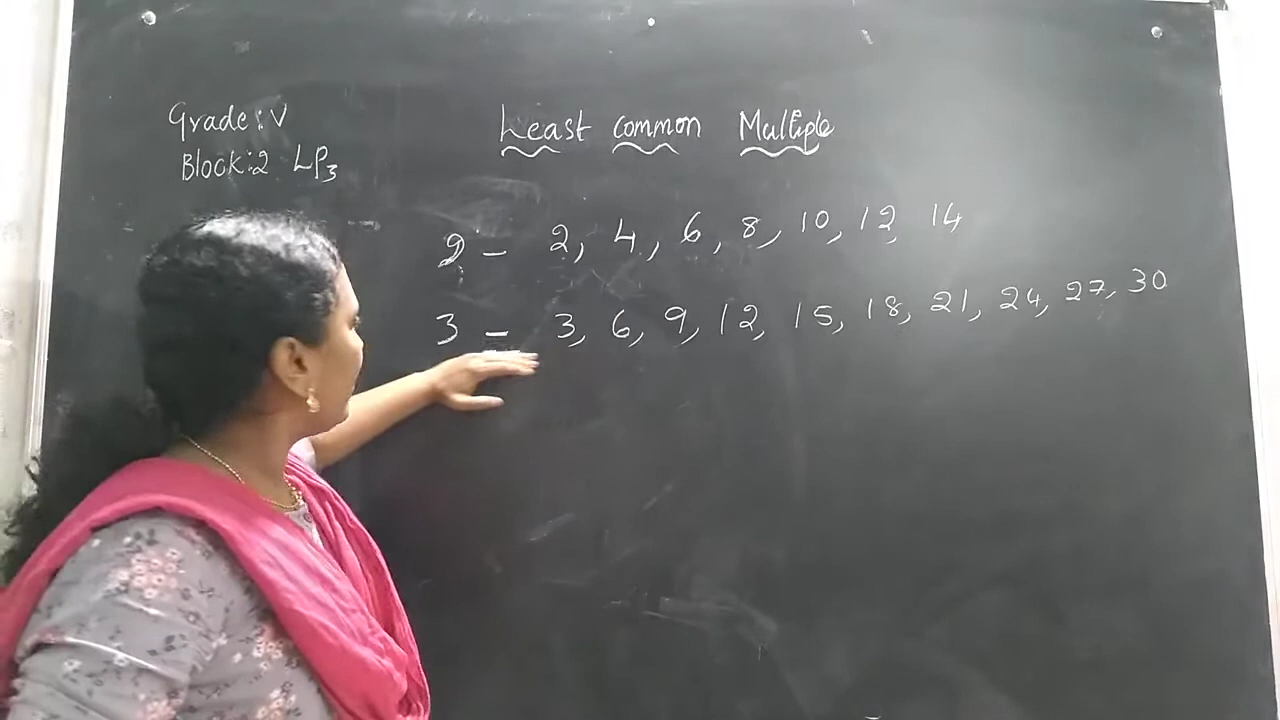 Grade: V
Block: 2 LP3
Least common Multiple
2 – 2, 4, 6, 8, 10, 12, 14
3 – 3, 6, 9, 12, 15, 18, 21, 24, 27, 30